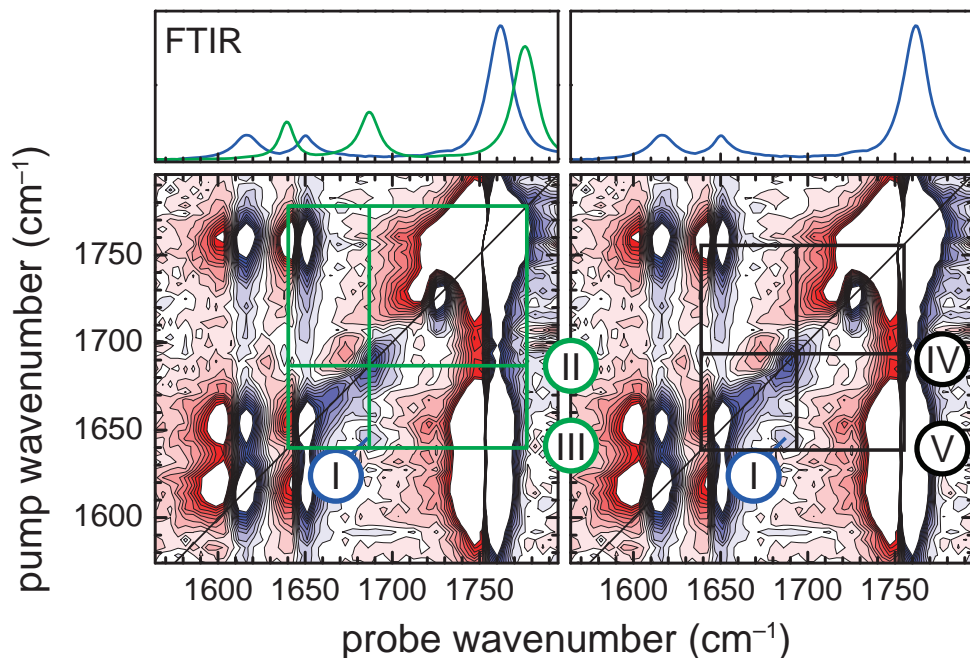 FTIR
pump wavenumber (cm⁻¹)
1750
1700
1650
1600
I
II
III
I
IV
V
1600 1650 1700 1750
1600 1650 1700 1750
probe wavenumber (cm⁻¹)